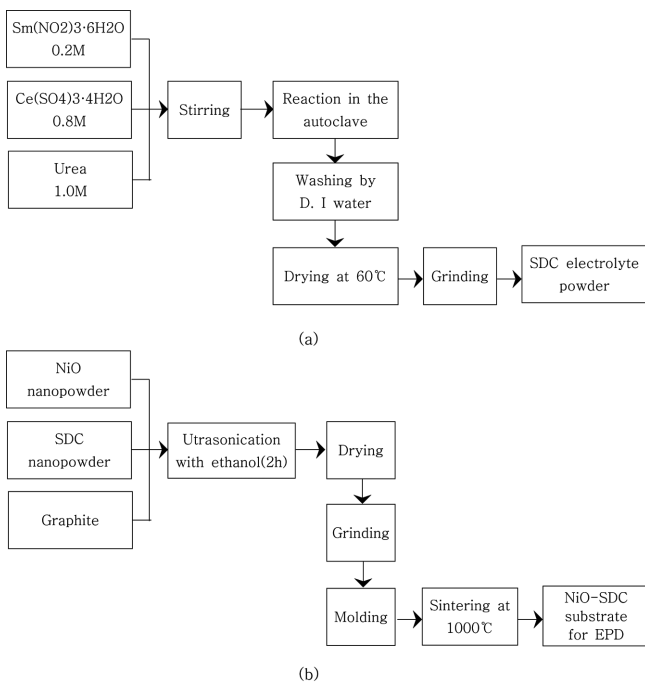 Sm(NO2)3·6H2O
0.2M
Ce(SO4)3·4H2O
0.8M
Urea
1.0M
Stirring
Reaction in the
autoclave
Washing by
D. I water
Drying at 60℃
Grinding
SDC electrolyte
powder
(a)
NiO
nanopowder
SDC
nanopowder
Graphite
Utrasonication
with ethanol(2h)
Drying
Grinding
Molding
Sintering at
1000℃
NiO-SDC
substrate
for EPD
(b)